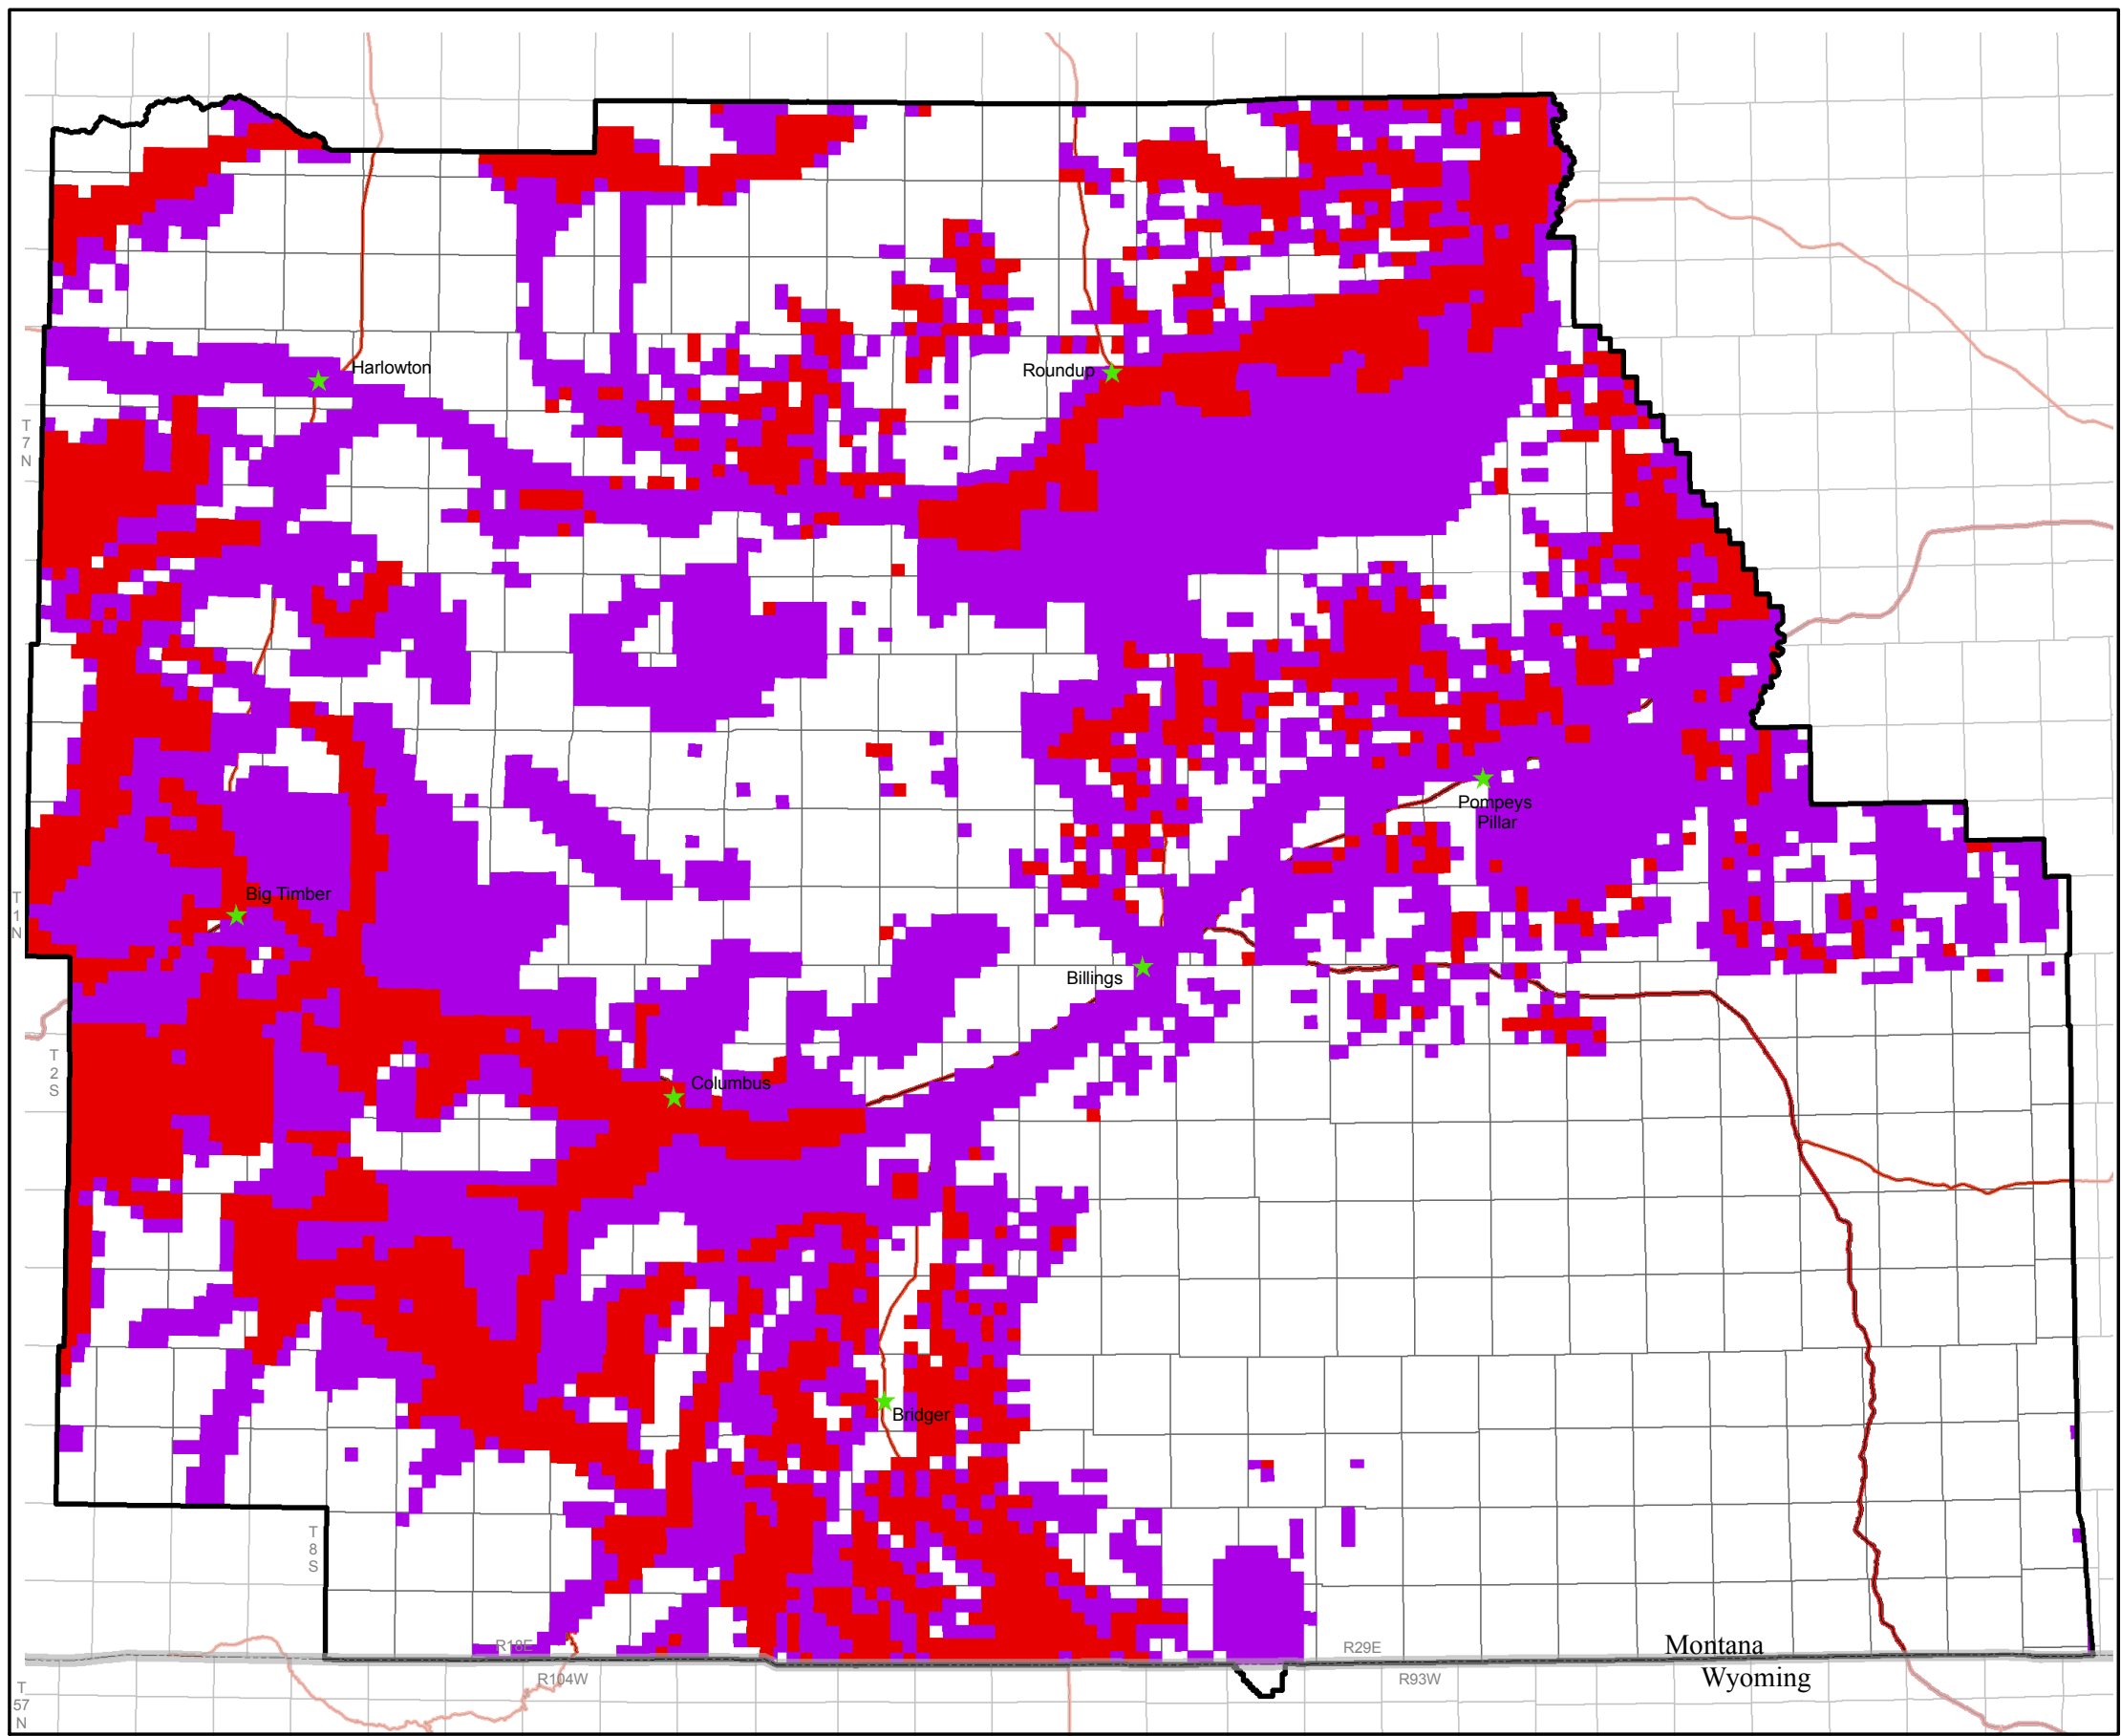 Harlowton
Roundup
T
7
N
Pompeys
Pillar
Big Timber
T
1
N
Billings
T
2
S
Columbus
Bridger
T
8
S
R18E
R29E
Montana
R104W
R93W
Wyoming
T
57
N